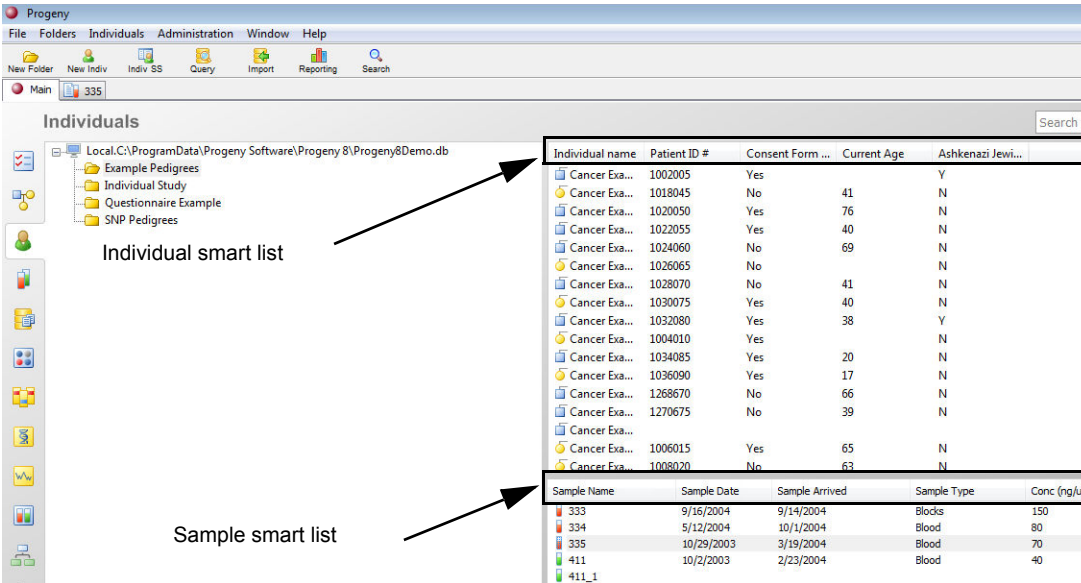 Progeny
File Folders Individuals Administration Window Help
New Folder New Indiv Indiv SS Query Import Reporting Search
Main 335
Individuals
Search
Local.C:\ProgramData\Progeny Software\Progeny 8\Progeny8Demo.db
Example Pedigrees
Individual Study
Questionnaire Example
SNP Pedigrees
Individual smart list
Individual name Patient ID # Consent Form ... Current Age Ashkenazi Jewi...
Cancer Exa... 1002005 Yes Y
Cancer Exa... 1018045 No 41 N
Cancer Exa... 1020050 Yes 76 N
Cancer Exa... 1022055 Yes 40 N
Cancer Exa... 1024060 No 69 N
Cancer Exa... 1026065 No N
Cancer Exa... 1028070 No 41 N
Cancer Exa... 1030075 Yes 40 N
Cancer Exa... 1032080 Yes 38 Y
Cancer Exa... 1004010 Yes N
Cancer Exa... 1034085 Yes 20 N
Cancer Exa... 1036090 Yes 17 N
Cancer Exa... 1268670 No 66 N
Cancer Exa... 1270675 No 39 N
Cancer Exa...
Cancer Exa... 1006015 Yes 65 N
Cancer Exa... 1008020 No 63 N
Sample smart list
Sample Name Sample Date Sample Arrived Sample Type Conc (ng/u
333 9/16/2004 9/14/2004 Blocks 150
334 5/12/2004 10/1/2004 Blood 80
335 10/29/2003 3/19/2004 Blood 70
411 10/2/2003 2/23/2004 Blood 40
411_1